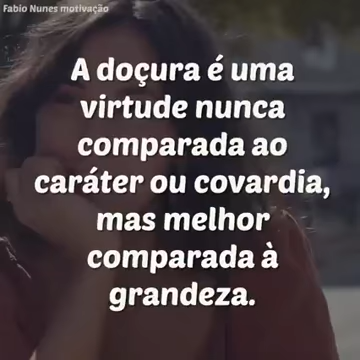 Fabio Nunes motivação
A doçura é uma
virtude nunca
comparada ao
caráter ou covardia,
mas melhor
comparada à
grandeza.